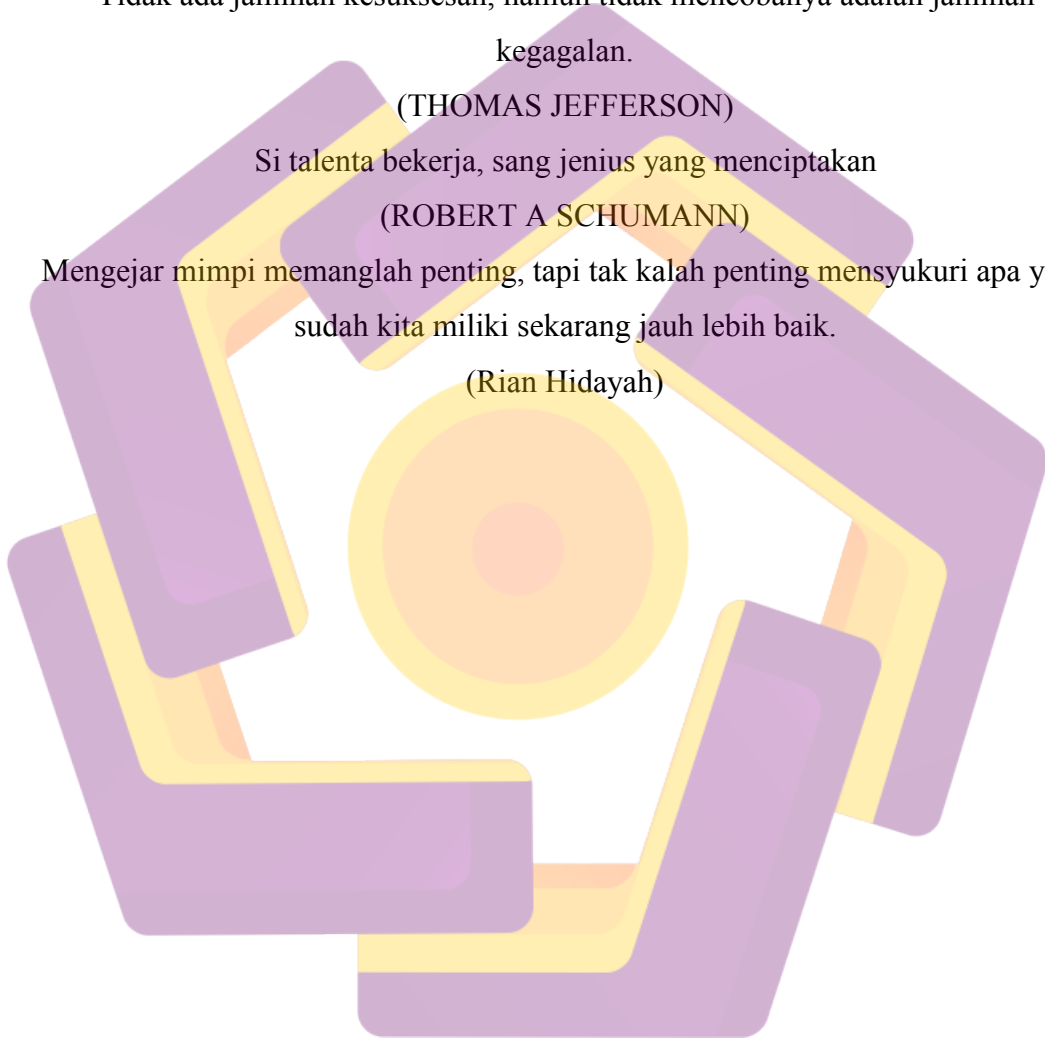 Tidak ada jaminan kesuksesan, namun tidak mencobanya adalah jaminan
kegagalan.
(THOMAS JEFFERSON)
Si talenta bekerja, sang jenius yang menciptakan
(ROBERT A SCHUMANN)
Mengejar mimpi memanglah penting, tapi tak kalah penting mensyukuri apa y
sudah kita miliki sekarang jauh lebih baik.
(Rian Hidayah)